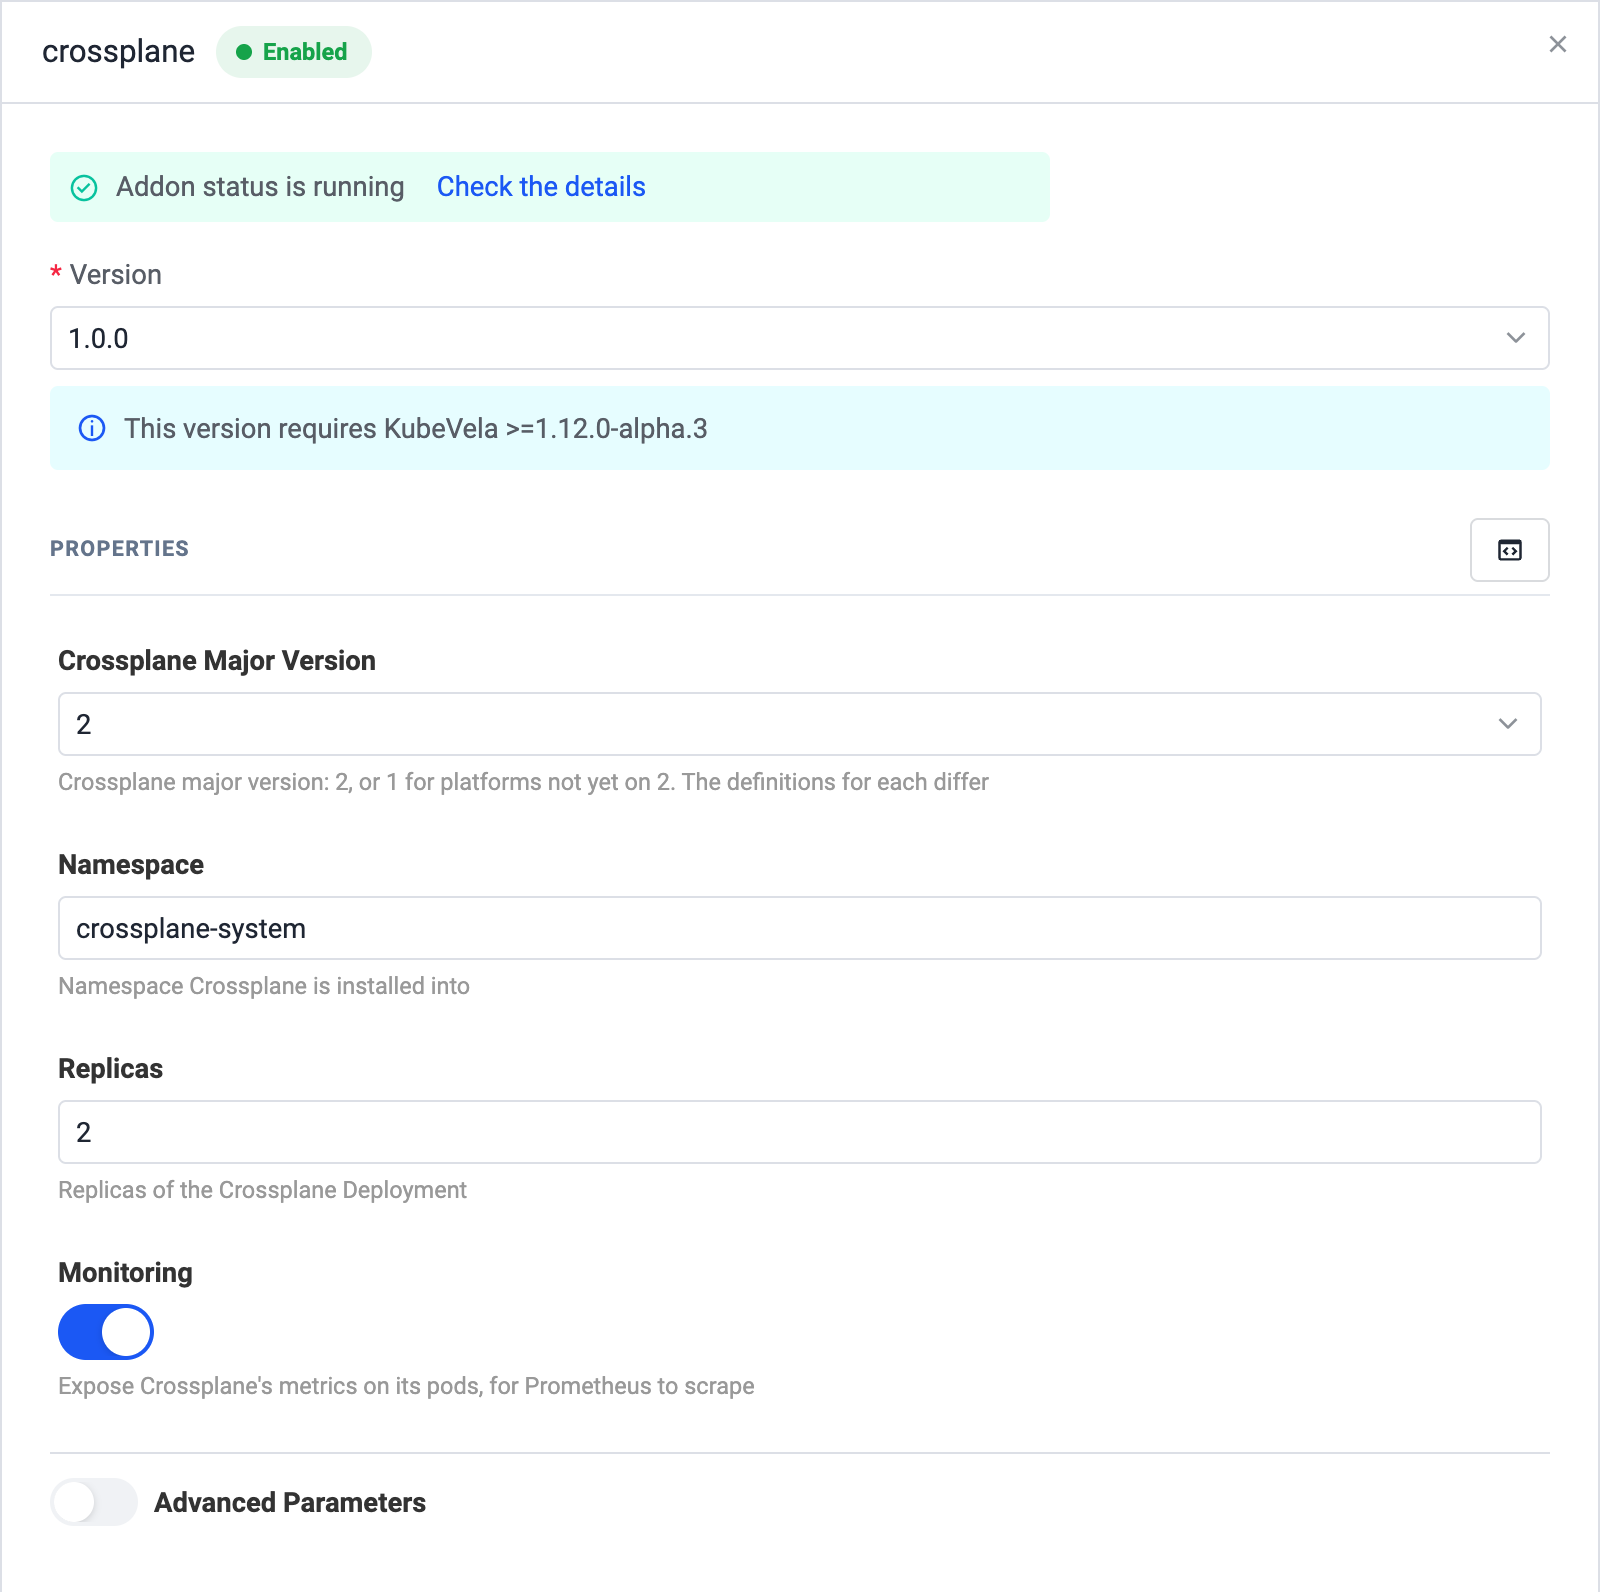 crossplane
Enabled
Addon status is running Check the details
* Version
1.0.0
This version requires KubeVela >=1.12.0-alpha.3
PROPERTIES
Crossplane Major Version
2
Crossplane major version: 2, or 1 for platforms not yet on 2. The definitions for each differ
Namespace
crossplane-system
Namespace Crossplane is installed into
Replicas
2
Replicas of the Crossplane Deployment
Monitoring
Expose Crossplane's metrics on its pods, for Prometheus to scrape
Advanced Parameters